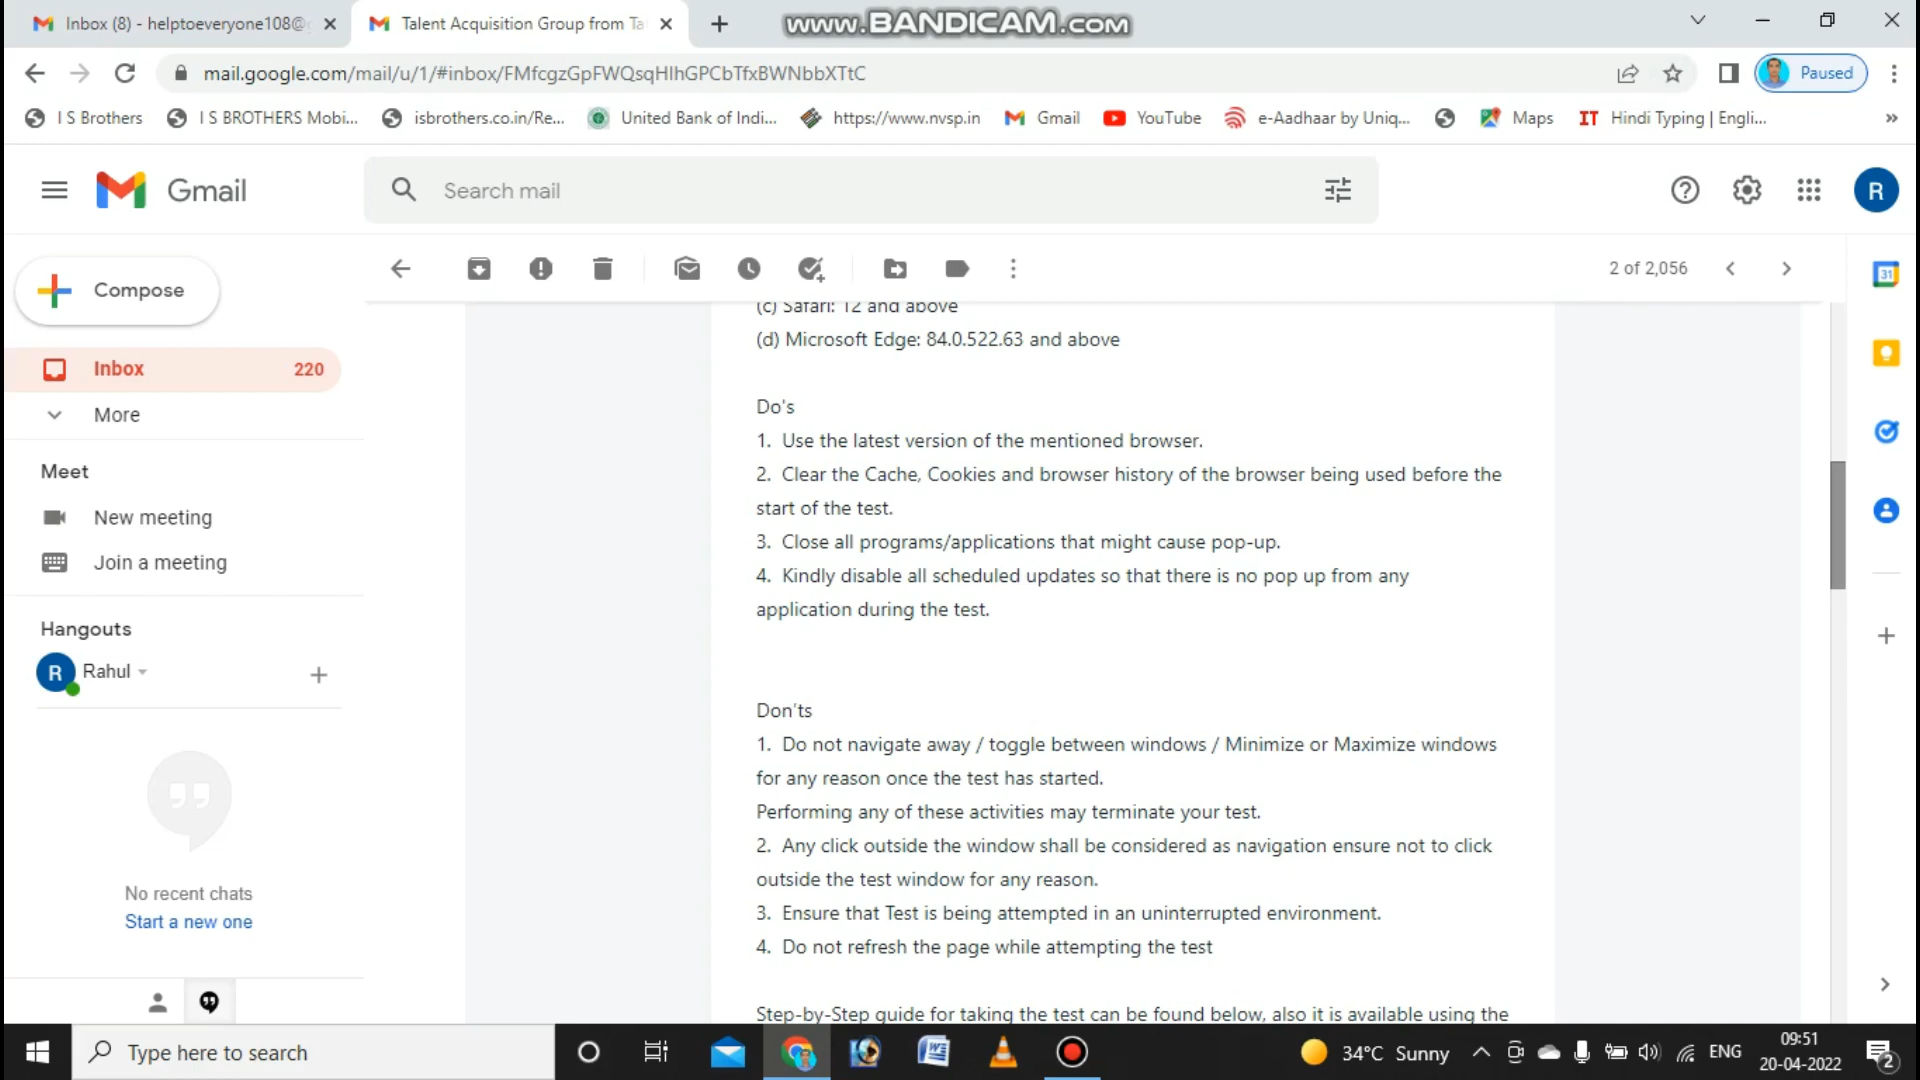 Inbox (8) - helptoeveryone108@
Talent Acquisition Group from Ta
www.BANDICAM.com
mail.google.com/mail/u/1/#inbox/FMfcgzGpFWQsqHIhGPCbTfxBWNbbXTtC
Paused
I S Brothers
I S BROTHERS Mobi...
isbrothers.co.in/Re...
United Bank of Indi...
https://www.nvsp.in
Gmail
YouTube
e-Aadhaar by Uniq...
Maps
IT
Hindi Typing | Engli...
»
Gmail
Search mail
R
Compose
2 of 2,056
31
Inbox
220
More
Meet
New meeting
Join a meeting
Hangouts
R
Rahul
No recent chats
Start a new one
(c) Safari: 12 and above
(d) Microsoft Edge: 84.0.522.63 and above
Do's
1. Use the latest version of the mentioned browser.
2. Clear the Cache, Cookies and browser history of the browser being used before the
start of the test.
3. Close all programs/applications that might cause pop-up.
4. Kindly disable all scheduled updates so that there is no pop up from any
application during the test.
Don'ts
1. Do not navigate away / toggle between windows / Minimize or Maximize windows
for any reason once the test has started.
Performing any of these activities may terminate your test.
2. Any click outside the window shall be considered as navigation ensure not to click
outside the test window for any reason.
3. Ensure that Test is being attempted in an uninterrupted environment.
4. Do not refresh the page while attempting the test
Step-by-Step guide for taking the test can be found below, also it is available using the
Type here to search
34°C Sunny
ENG
09:51
20-04-2022
2